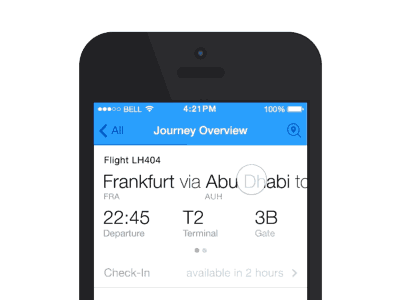 BELL 4:21PM 100%
All Journey Overview
Flight LH404
Frankfurt via Abu Dhabi to
FRA AUH
22:45 T2 3B
Departure Terminal Gate
Check-In available in 2 hours